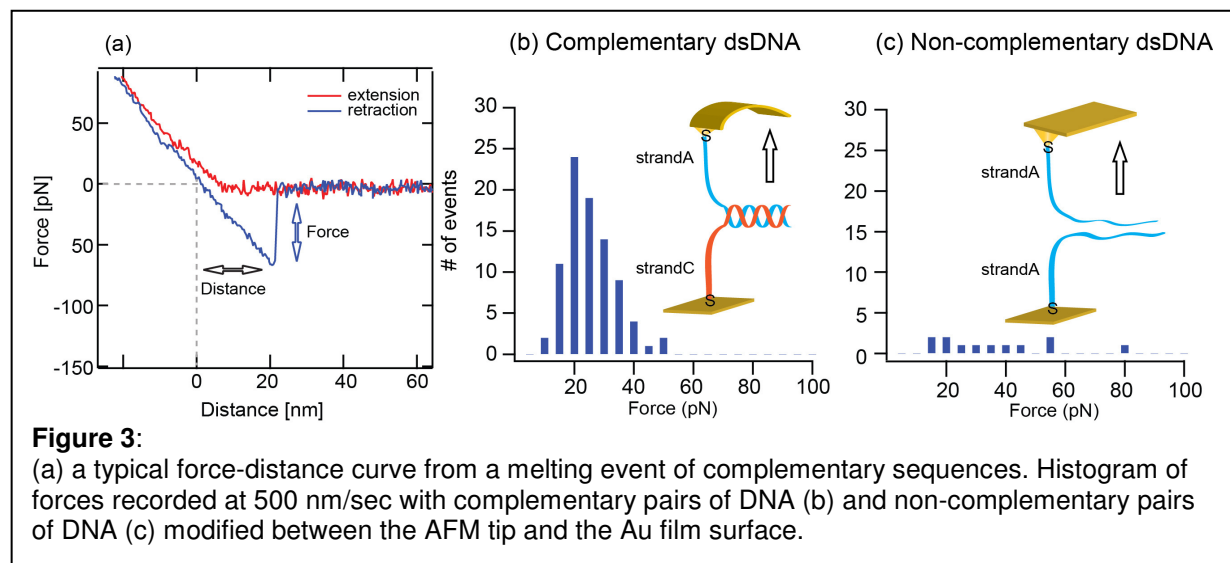 (a)
(b) Complementary dsDNA
(c) Non-complementary dsDNA
extension
retraction
50
0
50
-100
-150
Force [pN]
Force
Distance
0
20
40
60
Distance [nm]
30
25
20
15
10
5
0
# of events
S
strandA
strandC
S
20
40
60
80
100
Force (pN)
30
25
20
15
10
5
0
S
strandA
strandA
S
20
40
60
80
100
Force (pN)
Figure 3:
(a) a typical force-distance curve from a melting event of complementary sequences. Histogram of
forces recorded at 500 nm/sec with complementary pairs of DNA (b) and non-complementary pairs
of DNA (c) modified between the AFM tip and the Au film surface.